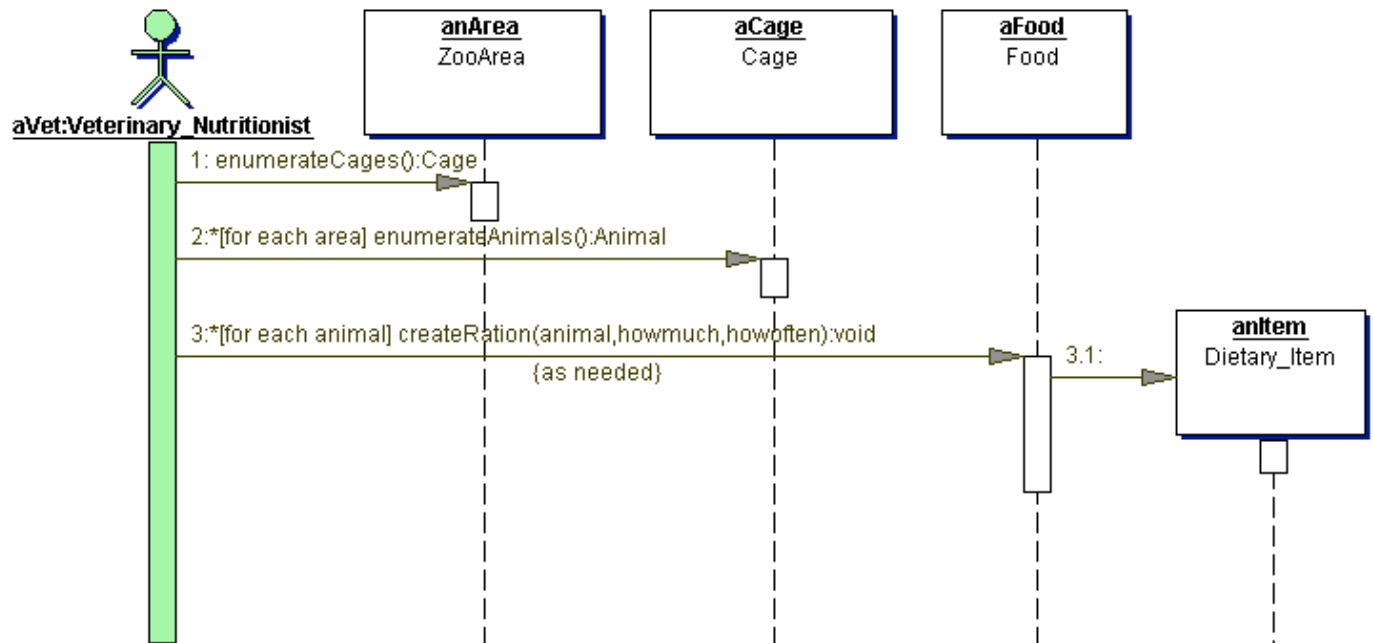 anArea
ZooArea
aCage
Cage
aFood
Food
aVet:Veterinary_Nutritionist
1: enumerateCages():Cage
2:*[for each area] enumerateAnimals():Animal
3:*[for each animal] createRation(animal,howmuch,howoften):void
{as needed}
3.1:
anItem
Dietary_Item